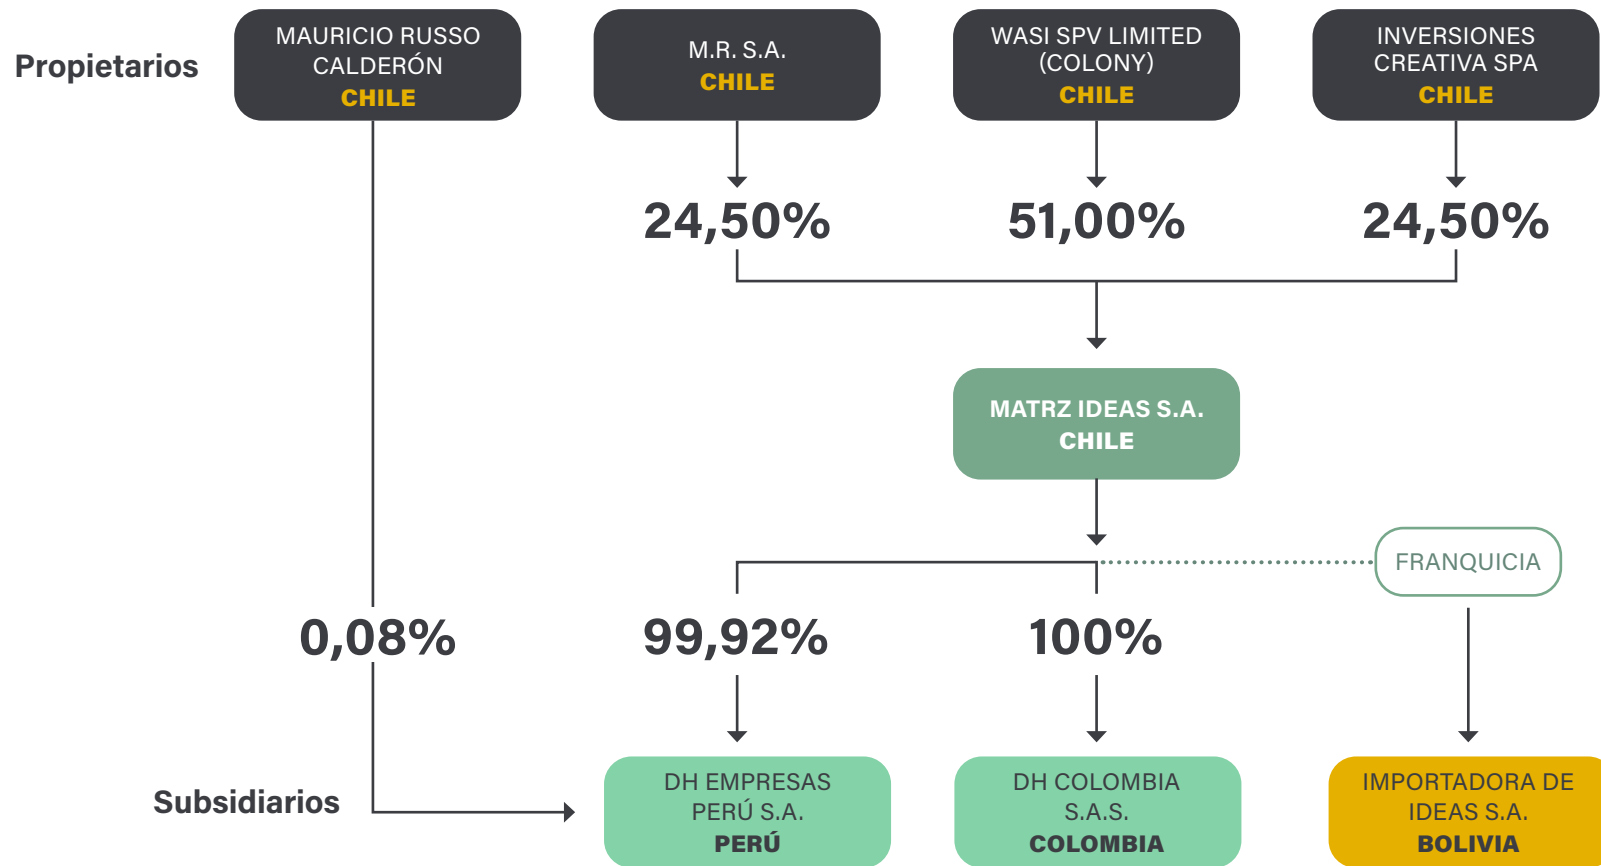 Propietarios
MAURICIO RUSSO
CALDERÓN
CHILE
M.R. S.A.
CHILE
WASI SPV LIMITED
(COLONY)
CHILE
INVERSIONES
CREATIVA SPA
CHILE
24,50%
51,00%
24,50%
MATRZ IDEAS S.A.
CHILE
FRANQUICIA
0,08%
99,92%
100%
Subsidiarios
DH EMPRESAS
PERÚ S.A.
PERÚ
DH COLOMBIA
S.A.S.
COLOMBIA
IMPORTADORA DE
IDEAS S.A.
BOLIVIA